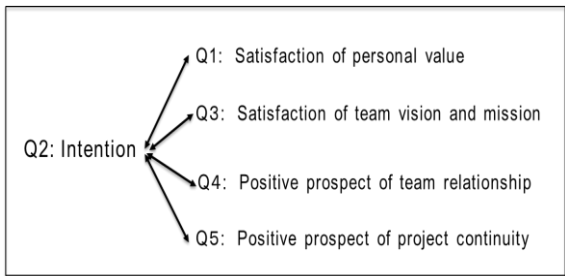 Q1: Satisfaction of personal value
Q3: Satisfaction of team vision and mission
Q2: Intention
Q4: Positive prospect of team relationship
Q5: Positive prospect of project continuity